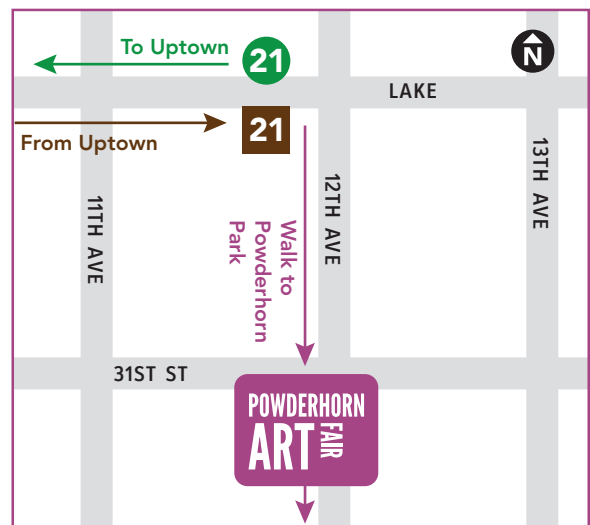 To Uptown
21
N
LAKE
21
From Uptown
11TH AVE
Walk to
Powderhorn
Park
12TH AVE
13TH AVE
31ST ST
POWDERHORN
ART FAIR